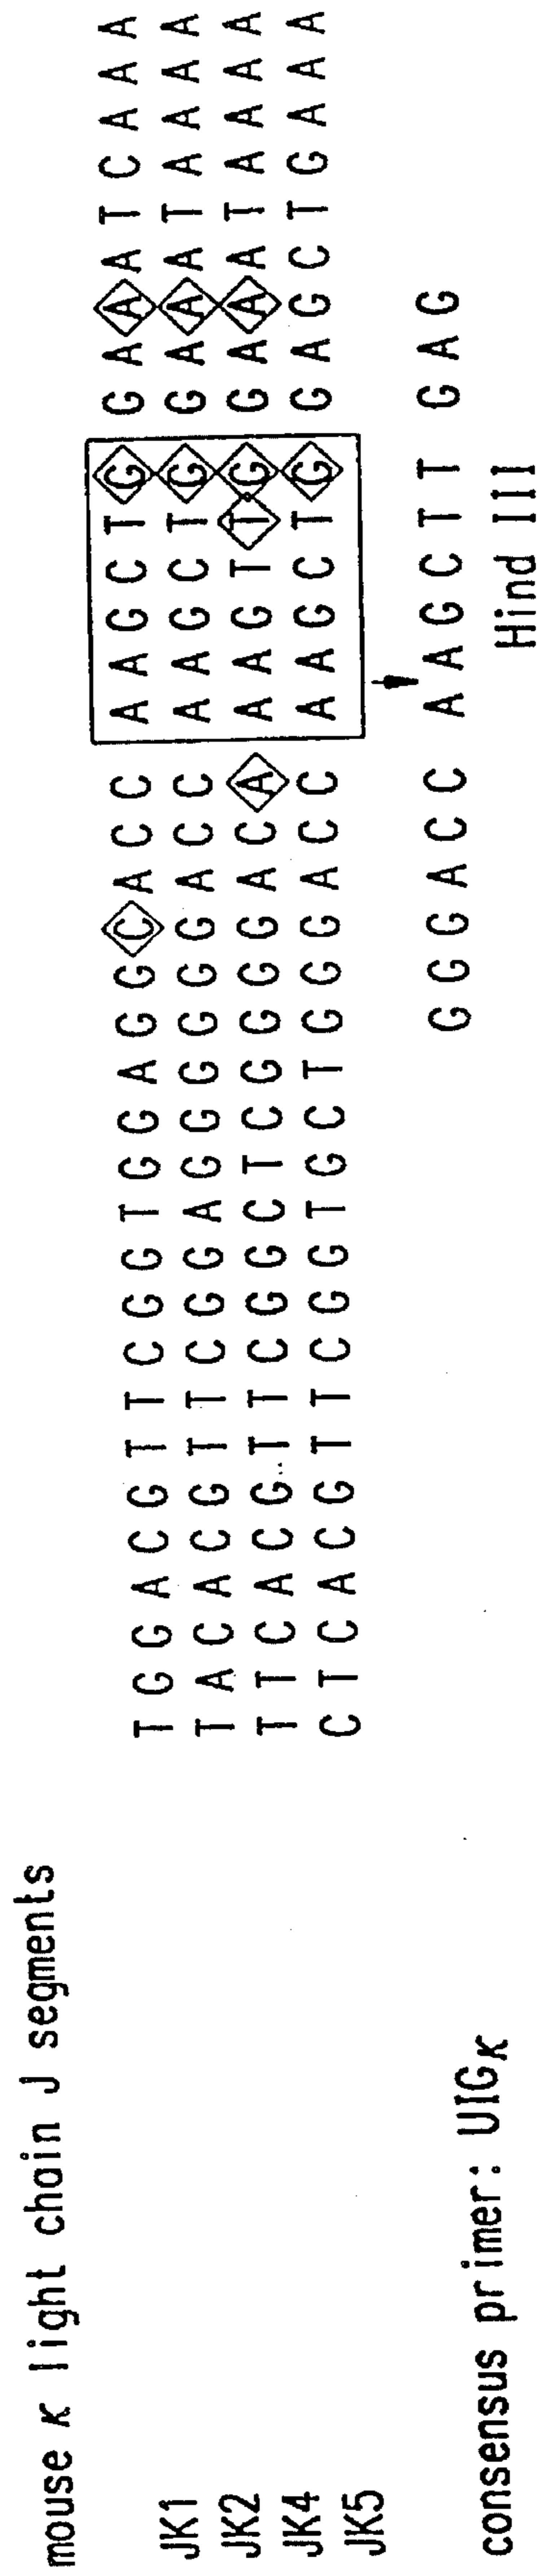 mouse κ light chain J segments
JK1 T G G A C G T T C G G T G G A G G C A C C A A G C T G G A A A T C A A A
JK2 T A C A C G T T C G G A G G G G G G A C C A A G C T G G A A A T A A A A
JK4 T T C A C G T T C G G C T C G G G G A C A A A G T T G G A A A T A A A A
JK5 C T C A C G T T C G G T G C T G G G A C C A A G C T G G A G C T G A A A
consensus primer: UIGκ G G G A C C A A G C T T G A G
Hind III